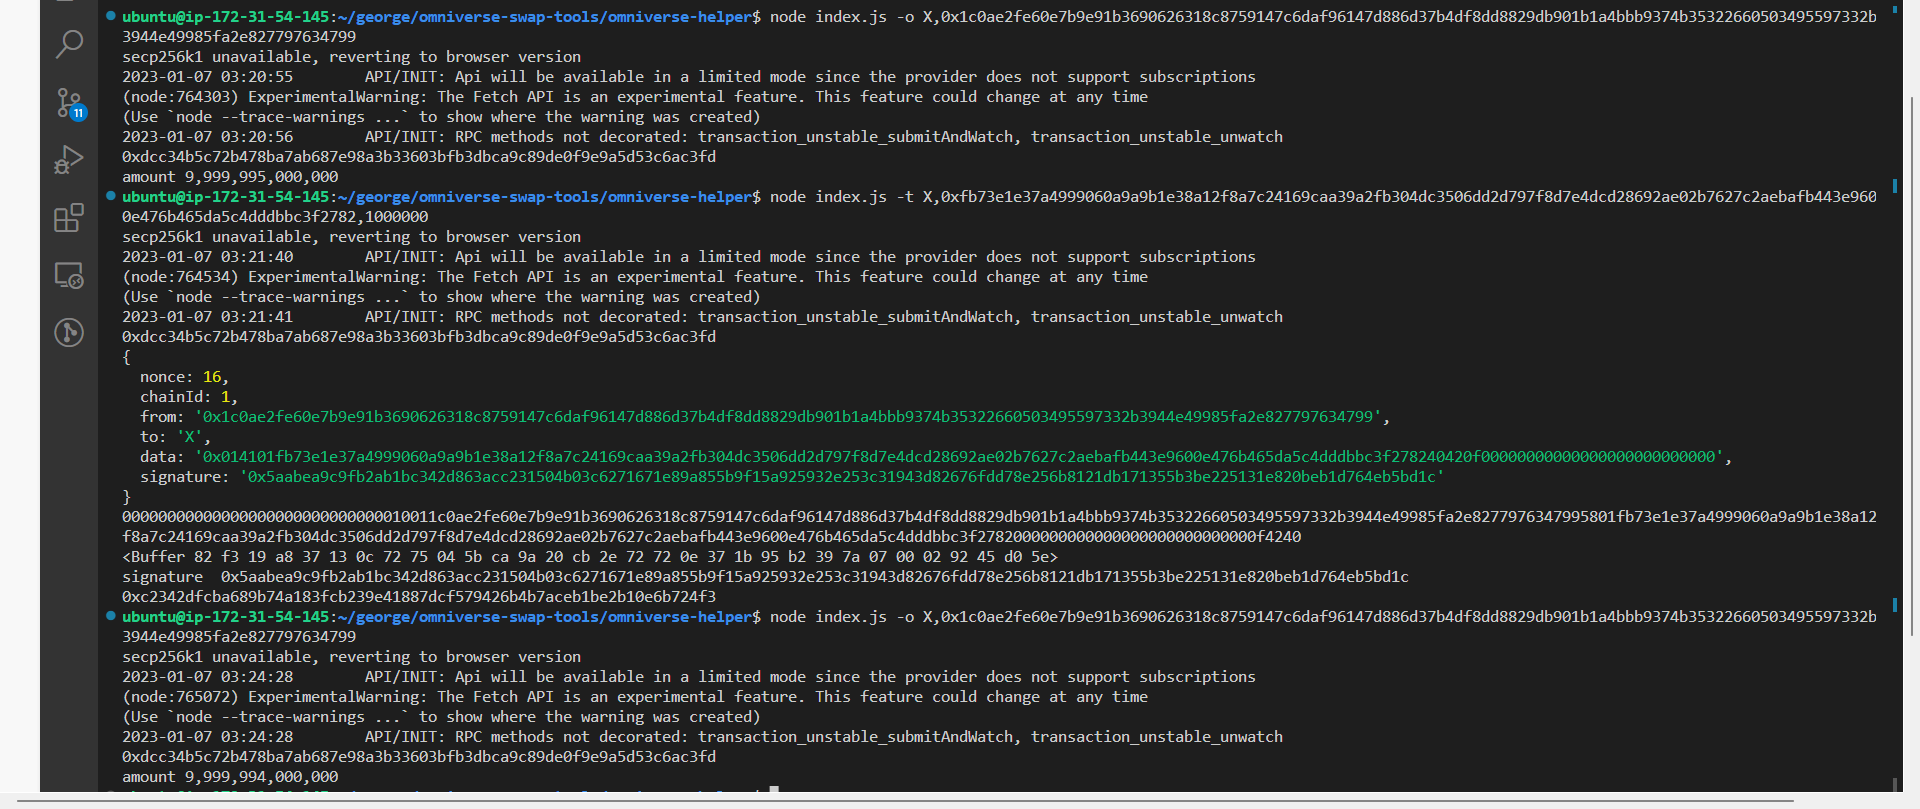 ubuntu@ip-172-31-54-145:~/george/omniverse-swap-tools/omniverse-helper$ node index.js -o X,0x1c0ae2fe60e7b9e91b3690626318c8759147c6daf96147d886d37b4df8dd8829db901b1a4bbb9374b35322660503495597332b
3944e49985fa2e827797634799
secp256k1 unavailable, reverting to browser version
2023-01-07 03:20:55        API/INIT: Api will be available in a limited mode since the provider does not support subscriptions
(node:764303) ExperimentalWarning: The Fetch API is an experimental feature. This feature could change at any time
(Use `node --trace-warnings ...` to show where the warning was created)
2023-01-07 03:20:56        API/INIT: RPC methods not decorated: transaction_unstable_submitAndWatch, transaction_unstable_unwatch
0xdcc34b5c72b478ba7ab687e98a3b33603bfb3dbca9c89de0f9e9a5d53c6ac3fd
amount 9,999,995,000,000
ubuntu@ip-172-31-54-145:~/george/omniverse-swap-tools/omniverse-helper$ node index.js -t X,0xfb73e1e37a4999060a9a9b1e38a12f8a7c24169caa39a2fb304dc3506dd2d797f8d7e4dcd28692ae02b7627c2aebafb443e960
0e476b465da5c4dddbbc3f2782,1000000
secp256k1 unavailable, reverting to browser version
2023-01-07 03:21:40        API/INIT: Api will be available in a limited mode since the provider does not support subscriptions
(node:764534) ExperimentalWarning: The Fetch API is an experimental feature. This feature could change at any time
(Use `node --trace-warnings ...` to show where the warning was created)
2023-01-07 03:21:41        API/INIT: RPC methods not decorated: transaction_unstable_submitAndWatch, transaction_unstable_unwatch
0xdcc34b5c72b478ba7ab687e98a3b33603bfb3dbca9c89de0f9e9a5d53c6ac3fd
{
  nonce: 16,
  chainId: 1,
  from: '0x1c0ae2fe60e7b9e91b3690626318c8759147c6daf96147d886d37b4df8dd8829db901b1a4bbb9374b35322660503495597332b3944e49985fa2e827797634799',
  to: 'X',
  data: '0x014101fb73e1e37a4999060a9a9b1e38a12f8a7c24169caa39a2fb304dc3506dd2d797f8d7e4dcd28692ae02b7627c2aebafb443e9600e476b465da5c4dddbbc3f278240420f00000000000000000000000000',
  signature: '0x5aabea9c9fb2ab1bc342d863acc231504b03c6271671e89a855b9f15a925932e253c31943d82676fdd78e256b8121db171355b3be225131e820beb1d764eb5bd1c'
}
000000000000000000000000000000010011c0ae2fe60e7b9e91b3690626318c8759147c6daf96147d886d37b4df8dd8829db901b1a4bbb9374b35322660503495597332b3944e49985fa2e8277976347995801fb73e1e37a4999060a9a9b1e38a12
f8a7c24169caa39a2fb304dc3506dd2d797f8d7e4dcd28692ae02b7627c2aebafb443e9600e476b465da5c4dddbbc3f2782000000000000000000000000000f4240
<Buffer 82 f3 19 a8 37 13 0c 72 75 04 5b ca 9a 20 cb 2e 72 72 0e 37 1b 95 b2 39 7a 07 00 02 92 45 d0 5e>
signature  0x5aabea9c9fb2ab1bc342d863acc231504b03c6271671e89a855b9f15a925932e253c31943d82676fdd78e256b8121db171355b3be225131e820beb1d764eb5bd1c
0xc2342dfcba689b74a183fcb239e41887dcf579426b4b7aceb1be2b10e6b724f3
ubuntu@ip-172-31-54-145:~/george/omniverse-swap-tools/omniverse-helper$ node index.js -o X,0x1c0ae2fe60e7b9e91b3690626318c8759147c6daf96147d886d37b4df8dd8829db901b1a4bbb9374b35322660503495597332b
3944e49985fa2e827797634799
secp256k1 unavailable, reverting to browser version
2023-01-07 03:24:28        API/INIT: Api will be available in a limited mode since the provider does not support subscriptions
(node:765072) ExperimentalWarning: The Fetch API is an experimental feature. This feature could change at any time
(Use `node --trace-warnings ...` to show where the warning was created)
2023-01-07 03:24:28        API/INIT: RPC methods not decorated: transaction_unstable_submitAndWatch, transaction_unstable_unwatch
0xdcc34b5c72b478ba7ab687e98a3b33603bfb3dbca9c89de0f9e9a5d53c6ac3fd
amount 9,999,994,000,000
11